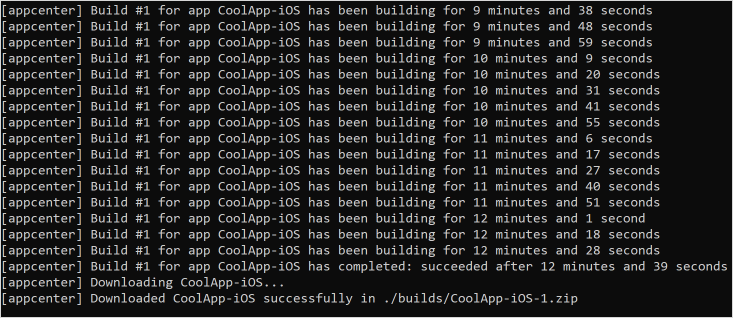 [appcenter] Build #1 for app CoolApp-iOS has been building for 9 minutes and 38 seconds
[appcenter] Build #1 for app CoolApp-iOS has been building for 9 minutes and 48 seconds
[appcenter] Build #1 for app CoolApp-iOS has been building for 9 minutes and 59 seconds
[appcenter] Build #1 for app CoolApp-iOS has been building for 10 minutes and 9 seconds
[appcenter] Build #1 for app CoolApp-iOS has been building for 10 minutes and 20 seconds
[appcenter] Build #1 for app CoolApp-iOS has been building for 10 minutes and 31 seconds
[appcenter] Build #1 for app CoolApp-iOS has been building for 10 minutes and 41 seconds
[appcenter] Build #1 for app CoolApp-iOS has been building for 10 minutes and 55 seconds
[appcenter] Build #1 for app CoolApp-iOS has been building for 11 minutes and 6 seconds
[appcenter] Build #1 for app CoolApp-iOS has been building for 11 minutes and 17 seconds
[appcenter] Build #1 for app CoolApp-iOS has been building for 11 minutes and 27 seconds
[appcenter] Build #1 for app CoolApp-iOS has been building for 11 minutes and 40 seconds
[appcenter] Build #1 for app CoolApp-iOS has been building for 11 minutes and 51 seconds
[appcenter] Build #1 for app CoolApp-iOS has been building for 12 minutes and 1 second
[appcenter] Build #1 for app CoolApp-iOS has been building for 12 minutes and 18 seconds
[appcenter] Build #1 for app CoolApp-iOS has been building for 12 minutes and 28 seconds
[appcenter] Build #1 for app CoolApp-iOS has completed: succeeded after 12 minutes and 39 seconds
[appcenter] Downloading CoolApp-iOS...
[appcenter] Downloaded CoolApp-iOS successfully in ./builds/CoolApp-iOS-1.zip